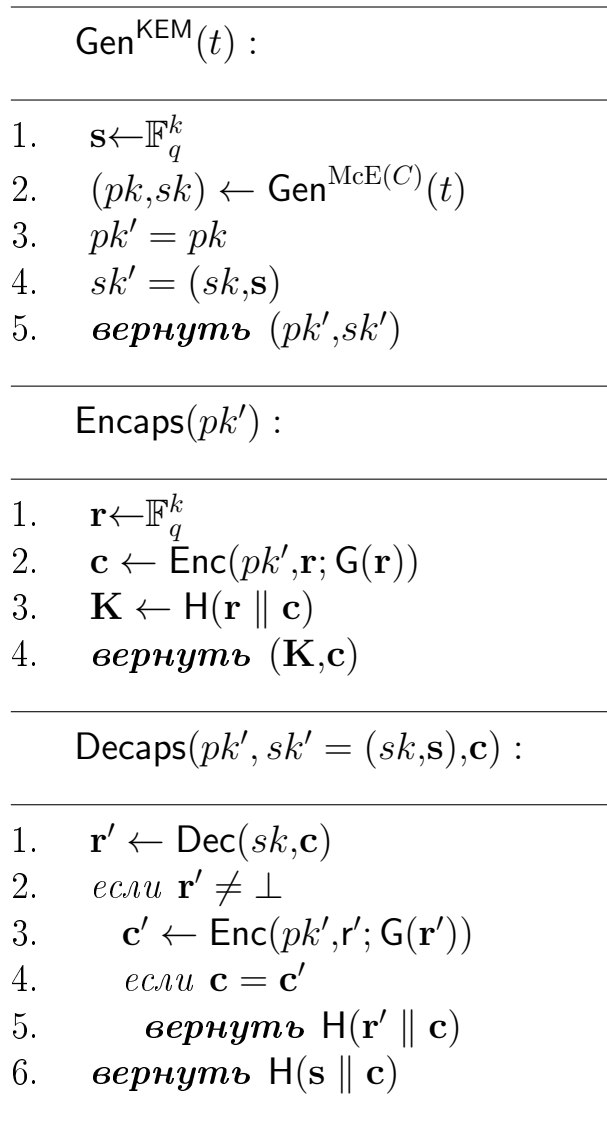 Gen^KEM(t) :
1. s←𝔽_q^k
2. (pk,sk) ← Gen^McE(C)(t)
3. pk′ = pk
4. sk′ = (sk,s)
5. вернуть (pk′,sk′)
Encaps(pk′) :
1. r←𝔽_q^k
2. c ← Enc(pk′,r; G(r))
3. K ← H(r ∥ c)
4. вернуть (K,c)
Decaps(pk′, sk′ = (sk,s),c) :
1. r′ ← Dec(sk,c)
2. если r′ ≠ ⊥
3. c′ ← Enc(pk′,r′; G(r′))
4. если c = c′
5. вернуть H(r′ ∥ c)
6. вернуть H(s ∥ c)